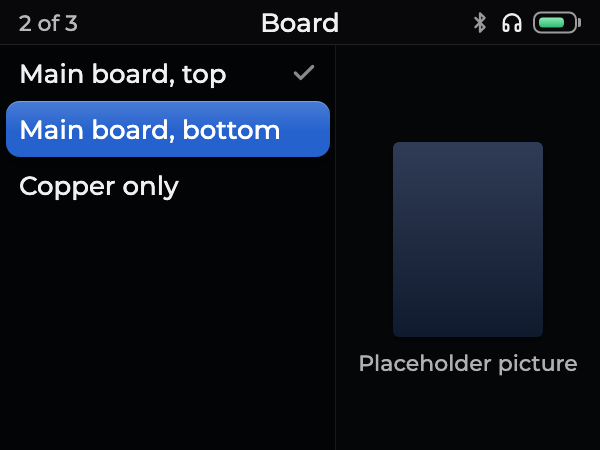 2 of 3
Board
Main board, top
Main board, bottom
Copper only
Placeholder picture